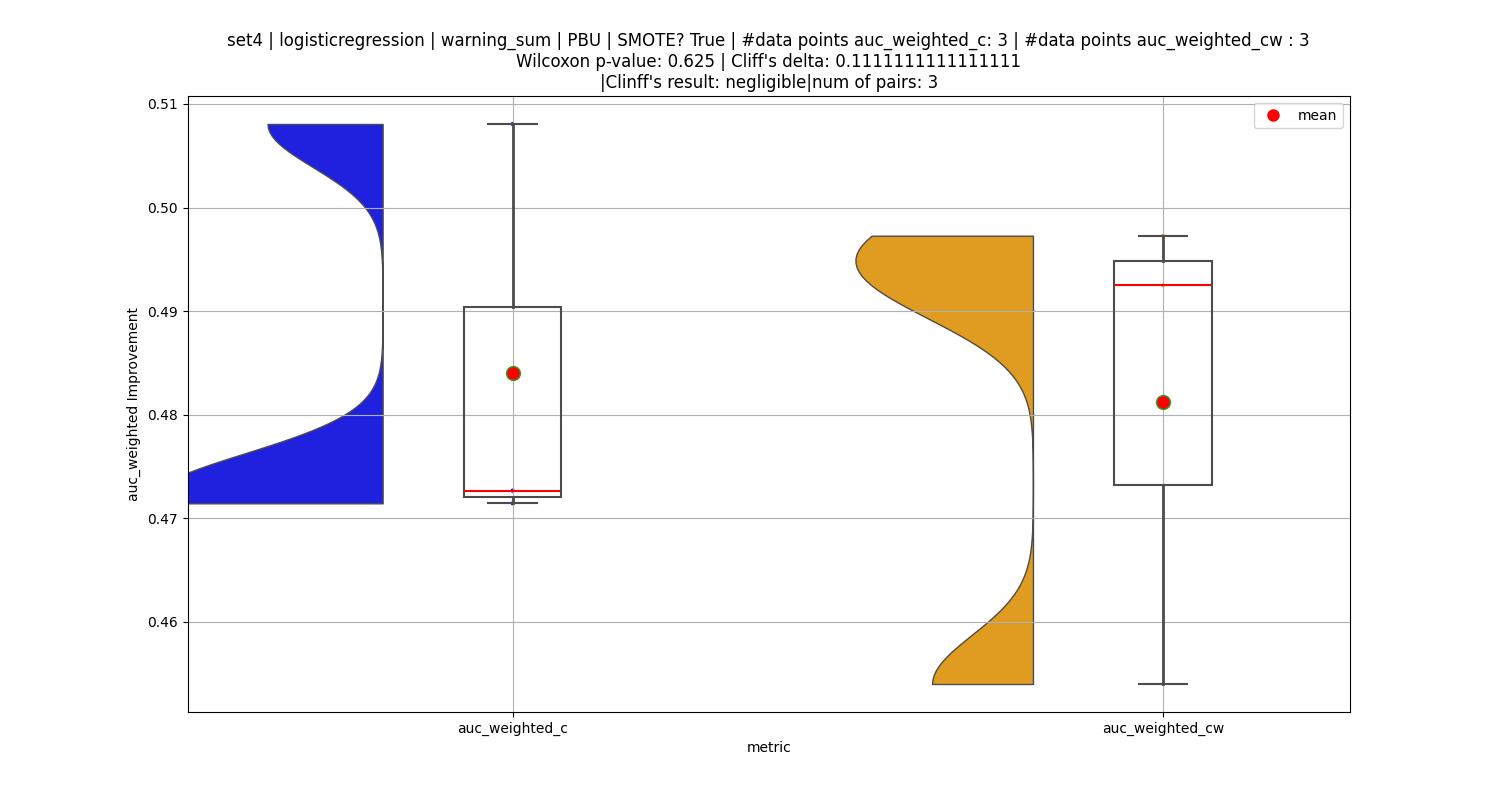 set4 | logisticregression | warning_sum | PBU | SMOTE? True | #data points auc_weighted_c: 3 | #data points auc_weighted_cw : 3
Wilcoxon p-value: 0.625 | Cliff's delta: 0.1111111111111111
|Clinff's result: negligible|num of pairs: 3
mean
0.51
0.50
0.49
0.48
0.47
0.46
auc_weighted Improvement
auc_weighted_c
auc_weighted_cw
metric